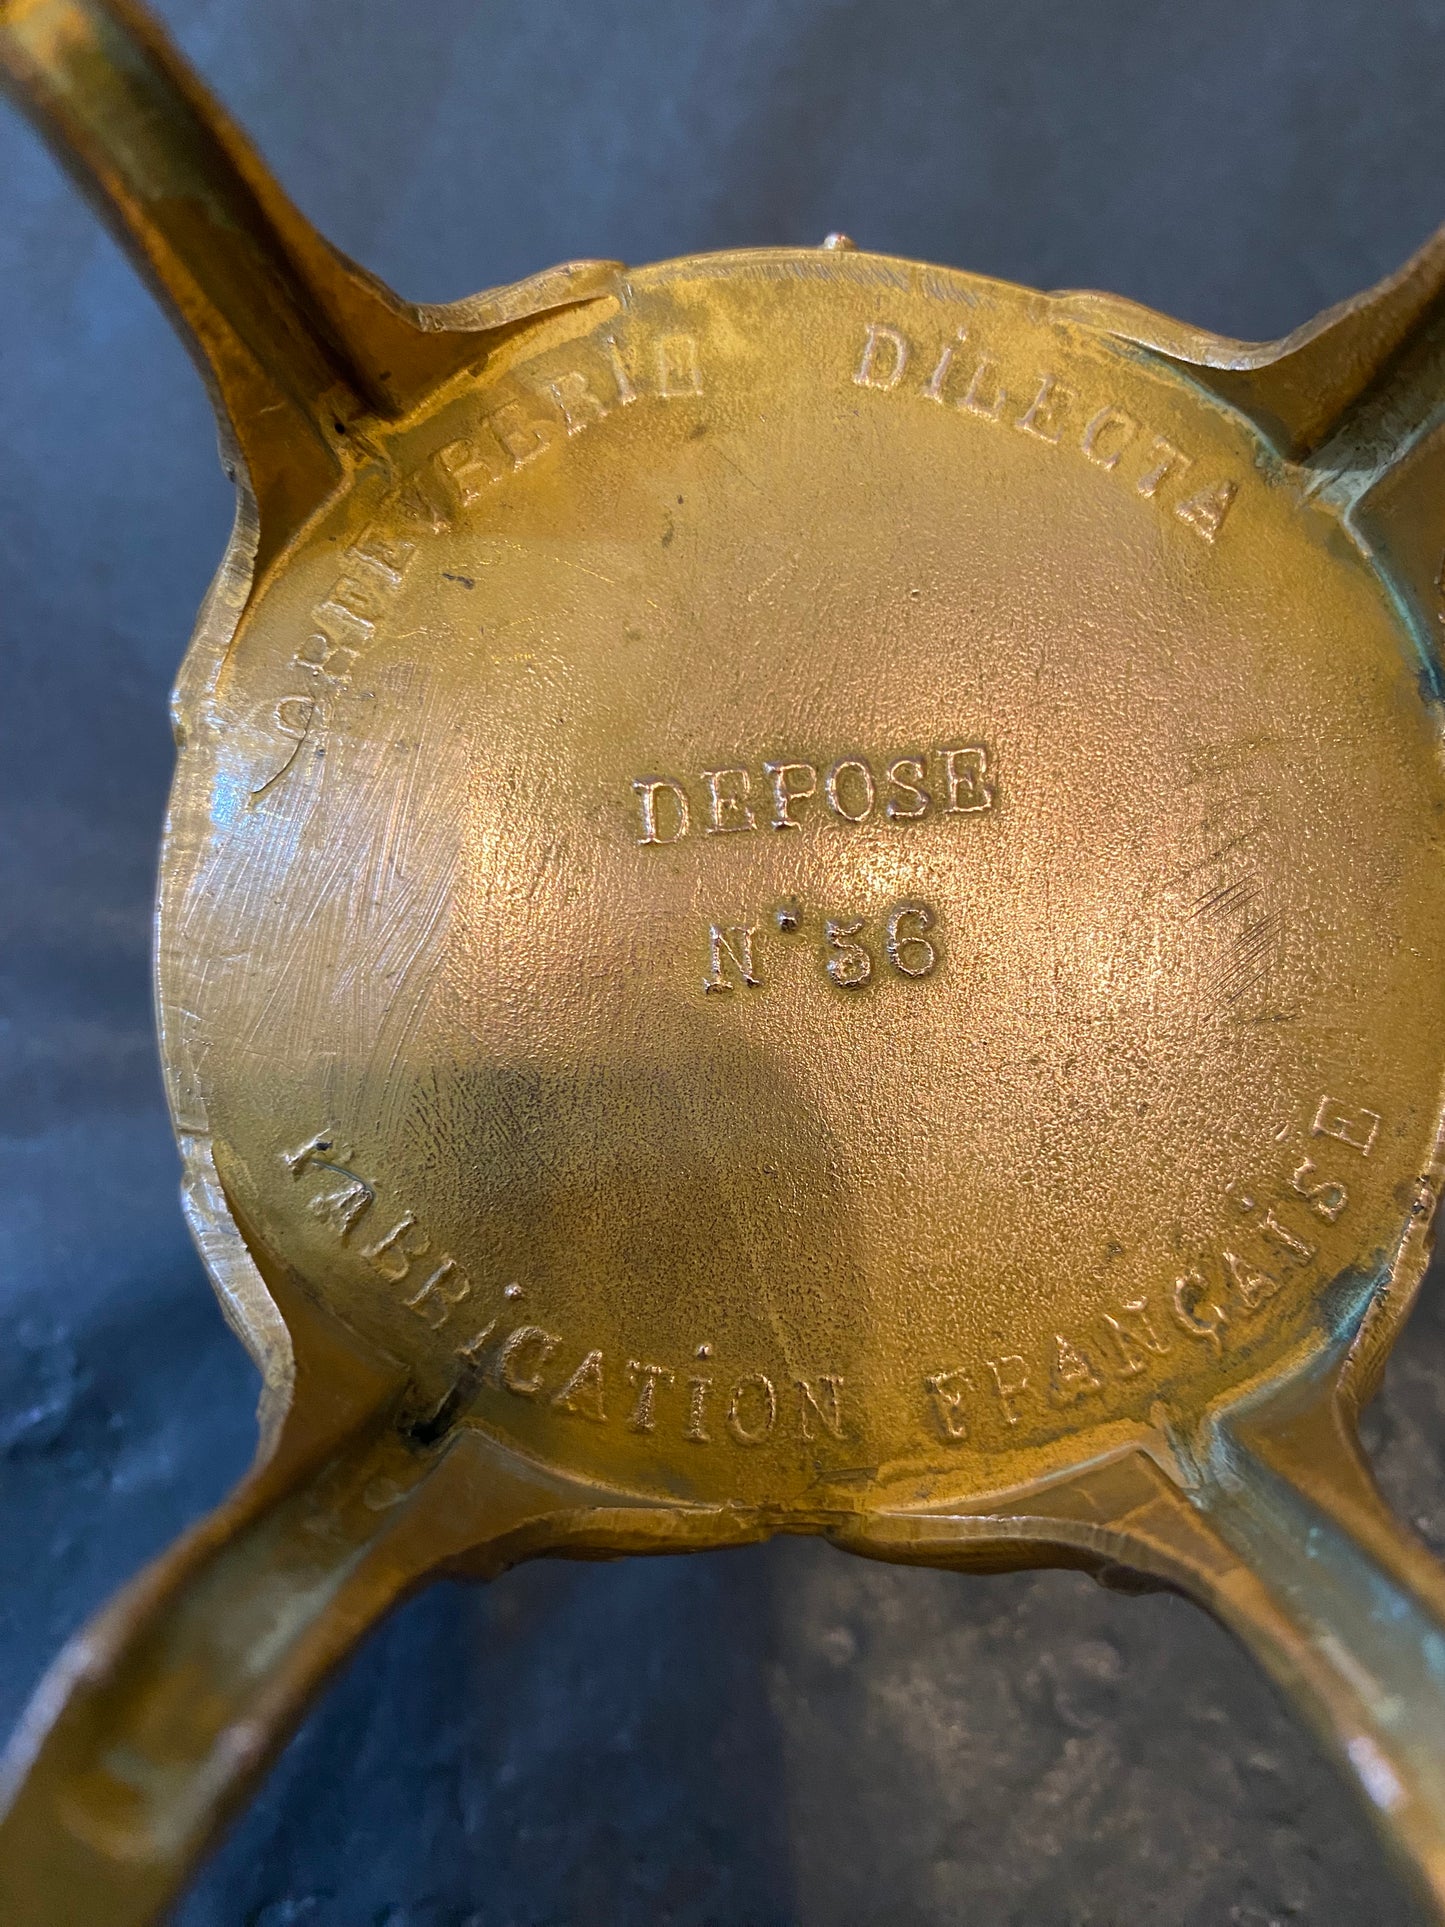 ORFEVRERIE DILECTA
DEPOSE
N° 56
FABRICATION FRANÇAISE